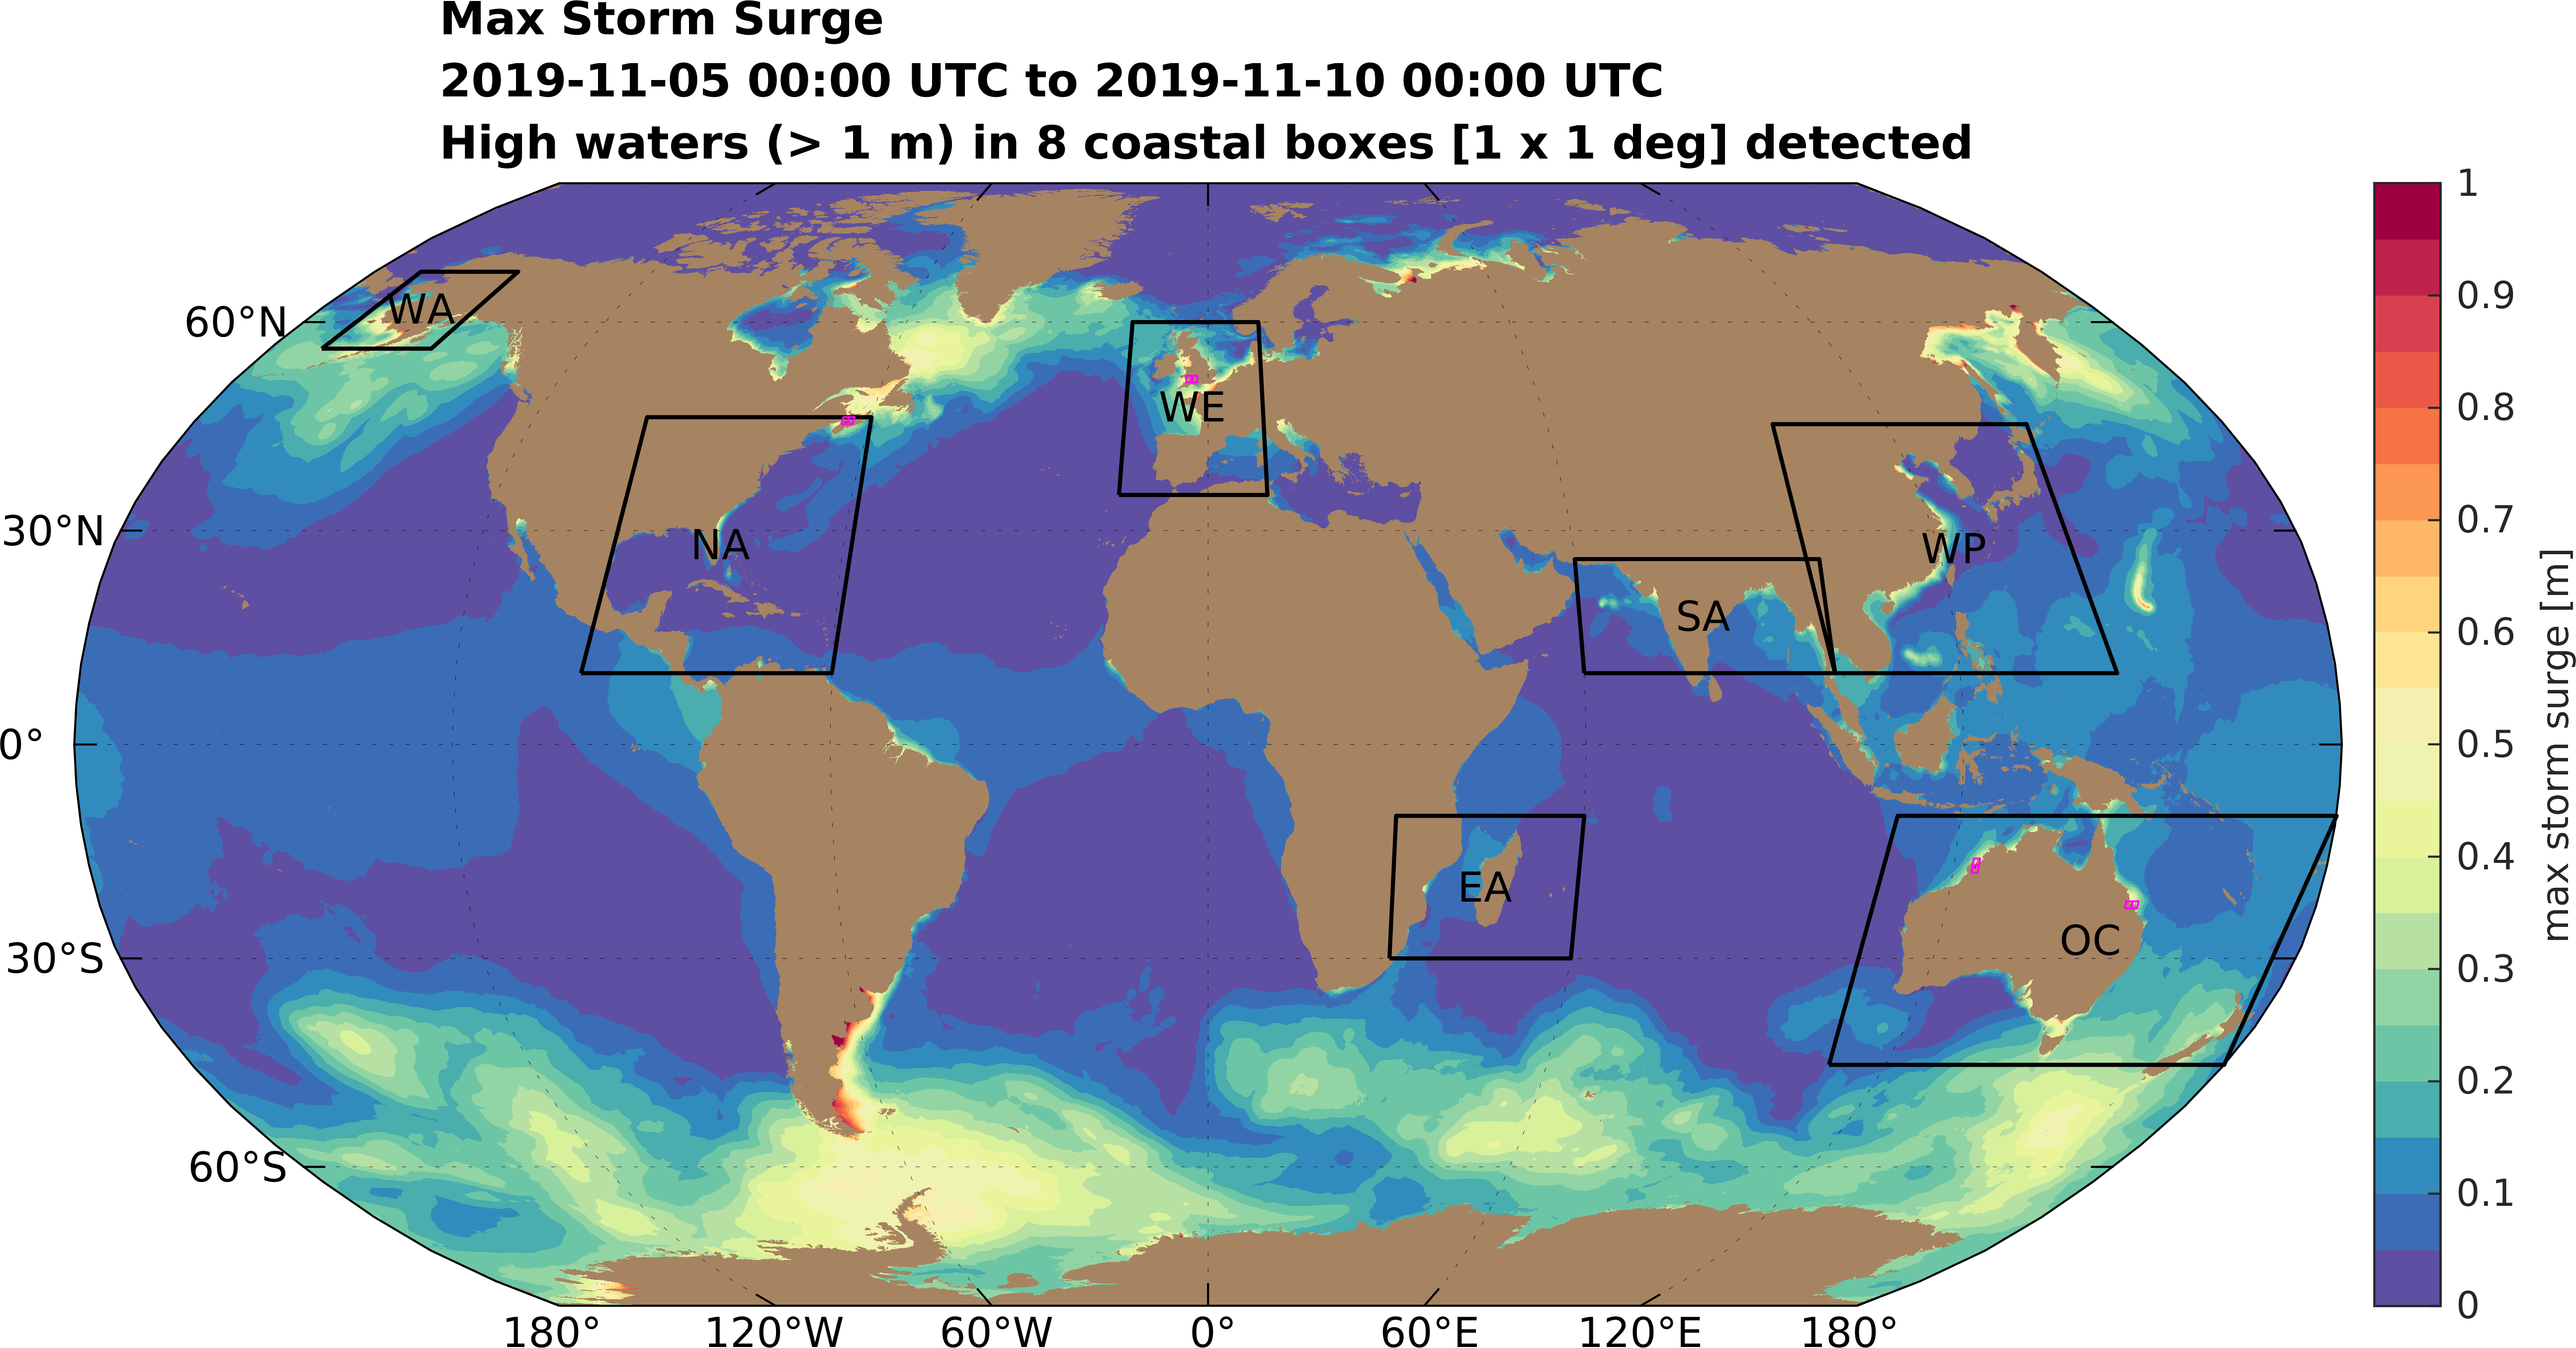 Max Storm Surge
2019-11-05 00:00 UTC to 2019-11-10 00:00 UTC
High waters (> 1 m) in 8 coastal boxes [1 x 1 deg] detected
60°N
30°N
0°
30°S
60°S
180°
120°W
60°W
0°
60°E
120°E
180°
WA
NA
WE
SA
WP
EA
OC
1
0.9
0.8
0.7
0.6
0.5
0.4
0.3
0.2
0.1
0
max storm surge [m]